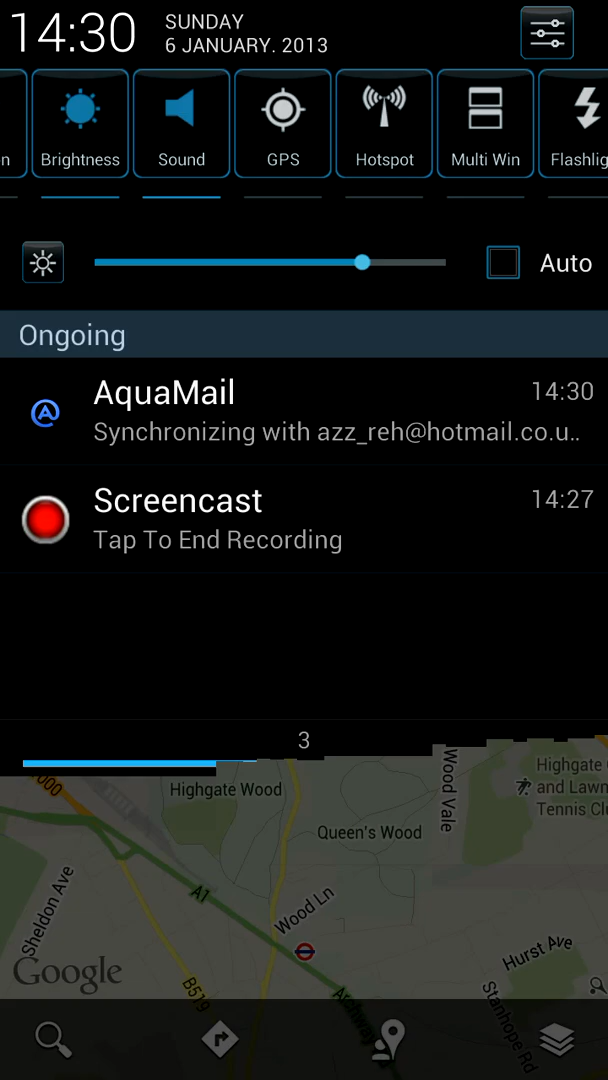 14:30
SUNDAY
6 JANUARY. 2013
n
Brightness
Sound
GPS
Hotspot
Multi Win
Flashlig
Auto
Ongoing
AquaMail
14:30
Synchronizing with azz_reh@hotmail.co.u..
Screencast
14:27
Tap To End Recording
3
Highgate
and Lawn
Tennis Clu
Wood Vale
Highgate Wood
Queen's Wood
Sheldon Ave
A1
Wood Ln
Hurst Ave
Google
B519
Archway
Stanhope Rd